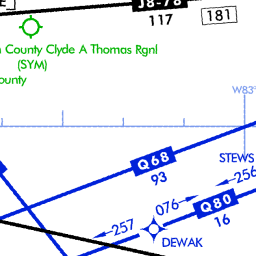 J8-78
117
181
County Clyde A Thomas Rgnl
(SYM)
ounty
W83°
Q68
93
STEWS
256
Q80
16
076
257
DEWAK